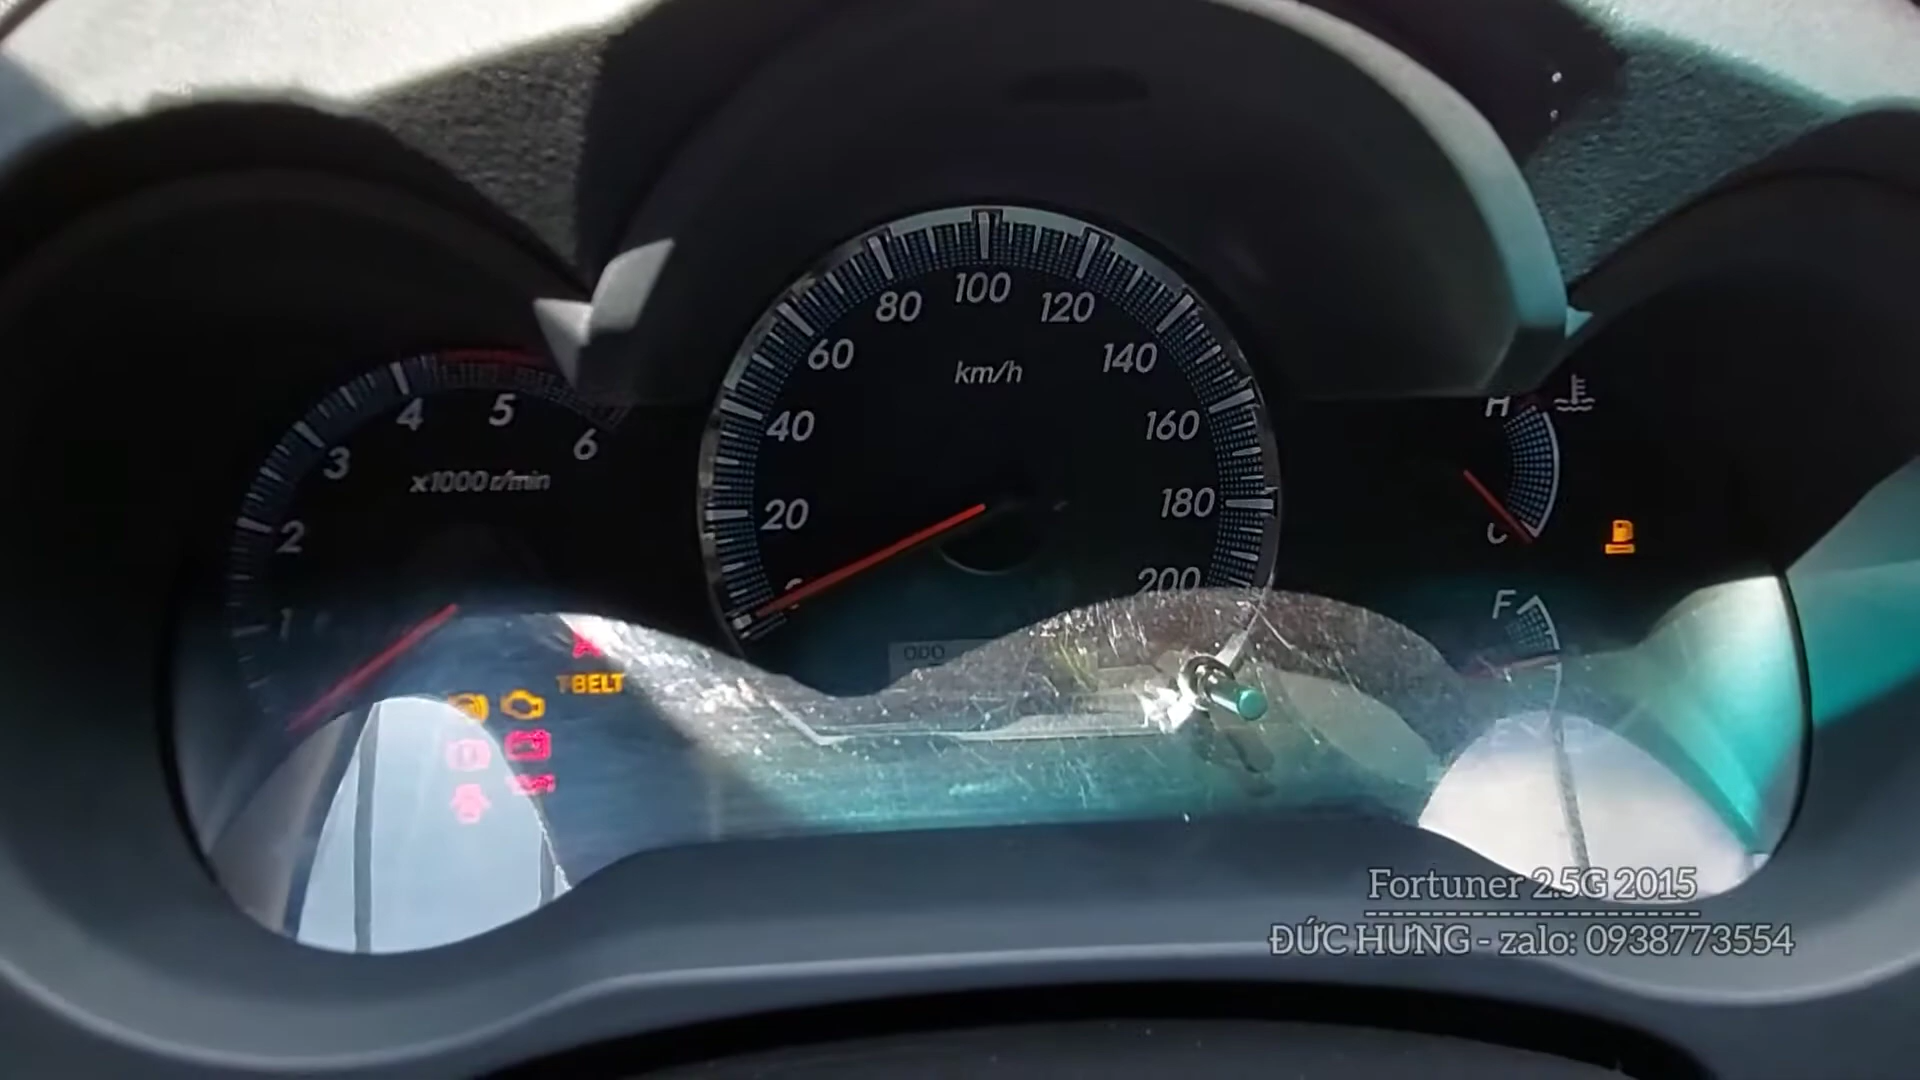 80 100 120
60 140
km/h
40 160
20 180
200
4 5 6
3
x1000 r/min
2
1
H
C
F
T-BELT
ODO
Fortuner 2.5G 2015
ĐỨC HƯNG - zalo: 0938773554